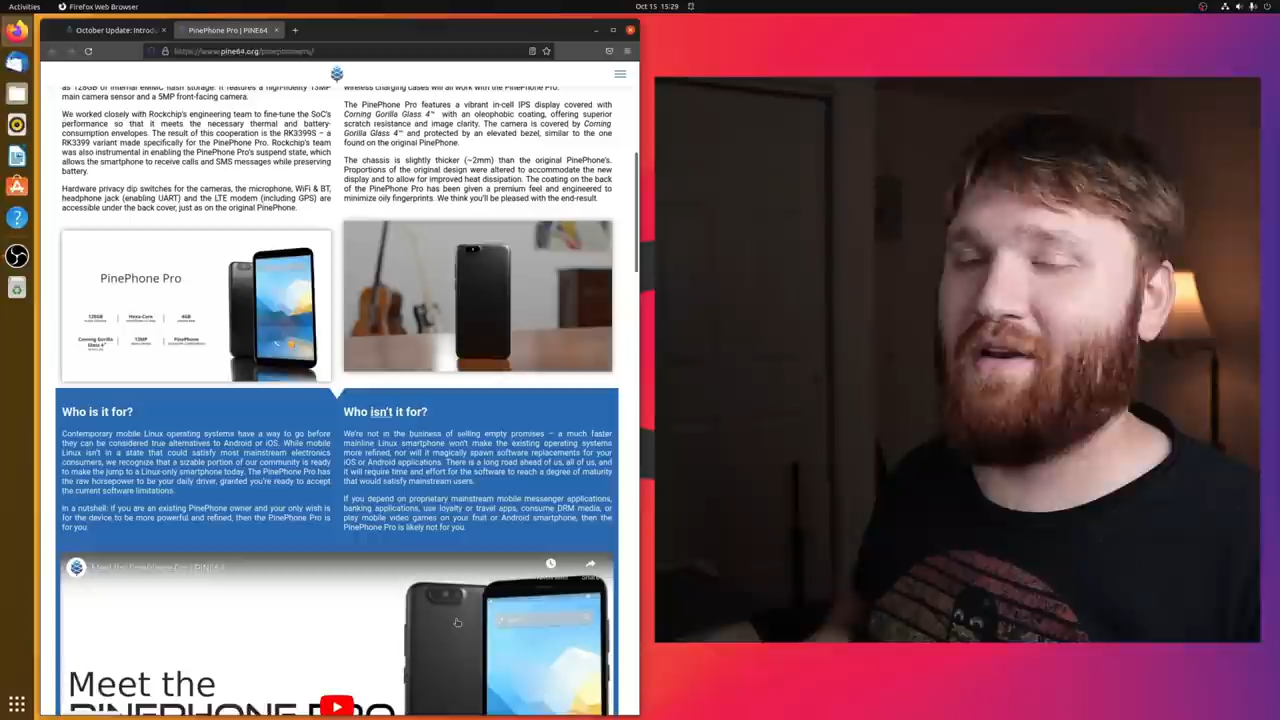 Activities
Firefox Web Browser
Oct 15 15:29
October Update: Introdu
PinePhone Pro | PINE64
https://www.pine64.org/pinephonepro/
as 128GB of internal eMMC flash storage. It features a high-fidelity 13MP
main camera sensor and a 5MP front-facing camera.
We worked closely with Rockchip's engineering team to fine-tune the SoC's
performance so that it meets the necessary thermal and battery-
consumption envelopes. The result of this cooperation is the RK3399S – a
RK3399 variant made specifically for the PinePhone Pro. Rockchip's team
was also instrumental in enabling the PinePhone Pro's suspend state, which
allows the smartphone to receive calls and SMS messages while preserving
battery.
Hardware privacy dip switches for the cameras, the microphone, WiFi & BT,
headphone jack (enabling UART) and the LTE modem (including GPS) are
accessible under the back cover, just as on the original PinePhone.
wireless charging cases will all work with the PinePhone Pro.
The PinePhone Pro features a vibrant in-cell IPS display covered with
Corning Gorilla Glass 4™ with an oleophobic coating, offering superior
scratch resistance and image clarity. The camera is covered by Corning
Gorilla Glass 4™ and protected by an elevated bezel, similar to the one
found on the original PinePhone.
The chassis is slightly thicker (~2mm) than the original PinePhone's.
Proportions of the original design were altered to accommodate the new
display and to allow for improved heat dissipation. The coating on the back
of the PinePhone Pro has been given a premium feel and engineered to
minimize oily fingerprints. We think you'll be pleased with the end-result.
PinePhone Pro
128GB
Hexa-Core
4GB
Corning Gorilla
Glass 4™
13MP
PinePhone
Who is it for?
Contemporary mobile Linux operating systems have a way to go before
they can be considered true alternatives to Android or iOS. While mobile
Linux isn't in a state that could satisfy most mainstream electronics
consumers, we recognize that a sizable portion of our community is ready
to make the jump to a Linux-only smartphone today. The PinePhone Pro has
the raw horsepower to be your daily driver, granted you're ready to accept
the current software limitations.
In a nutshell: if you are an existing PinePhone owner and your only wish is
for the device to be more powerful and refined, then the PinePhone Pro is
for you.
Who isn't it for?
We're not in the business of selling empty promises – a much faster
mainline Linux smartphone won't make the existing operating systems
more refined, nor will it magically spawn software replacements for your
iOS or Android applications. There is a long road ahead of us, all of us, and
it will require time and effort for the software to reach a degree of maturity
that would satisfy mainstream users.
If you depend on proprietary mainstream mobile messenger applications,
banking applications, use loyalty or travel apps, consume DRM media, or
play mobile video games on your fruit or Android smartphone, then the
PinePhone Pro is likely not for you.
Meet the PinePhone Pro | PINE64
Meet the
PINEPHONE PRO